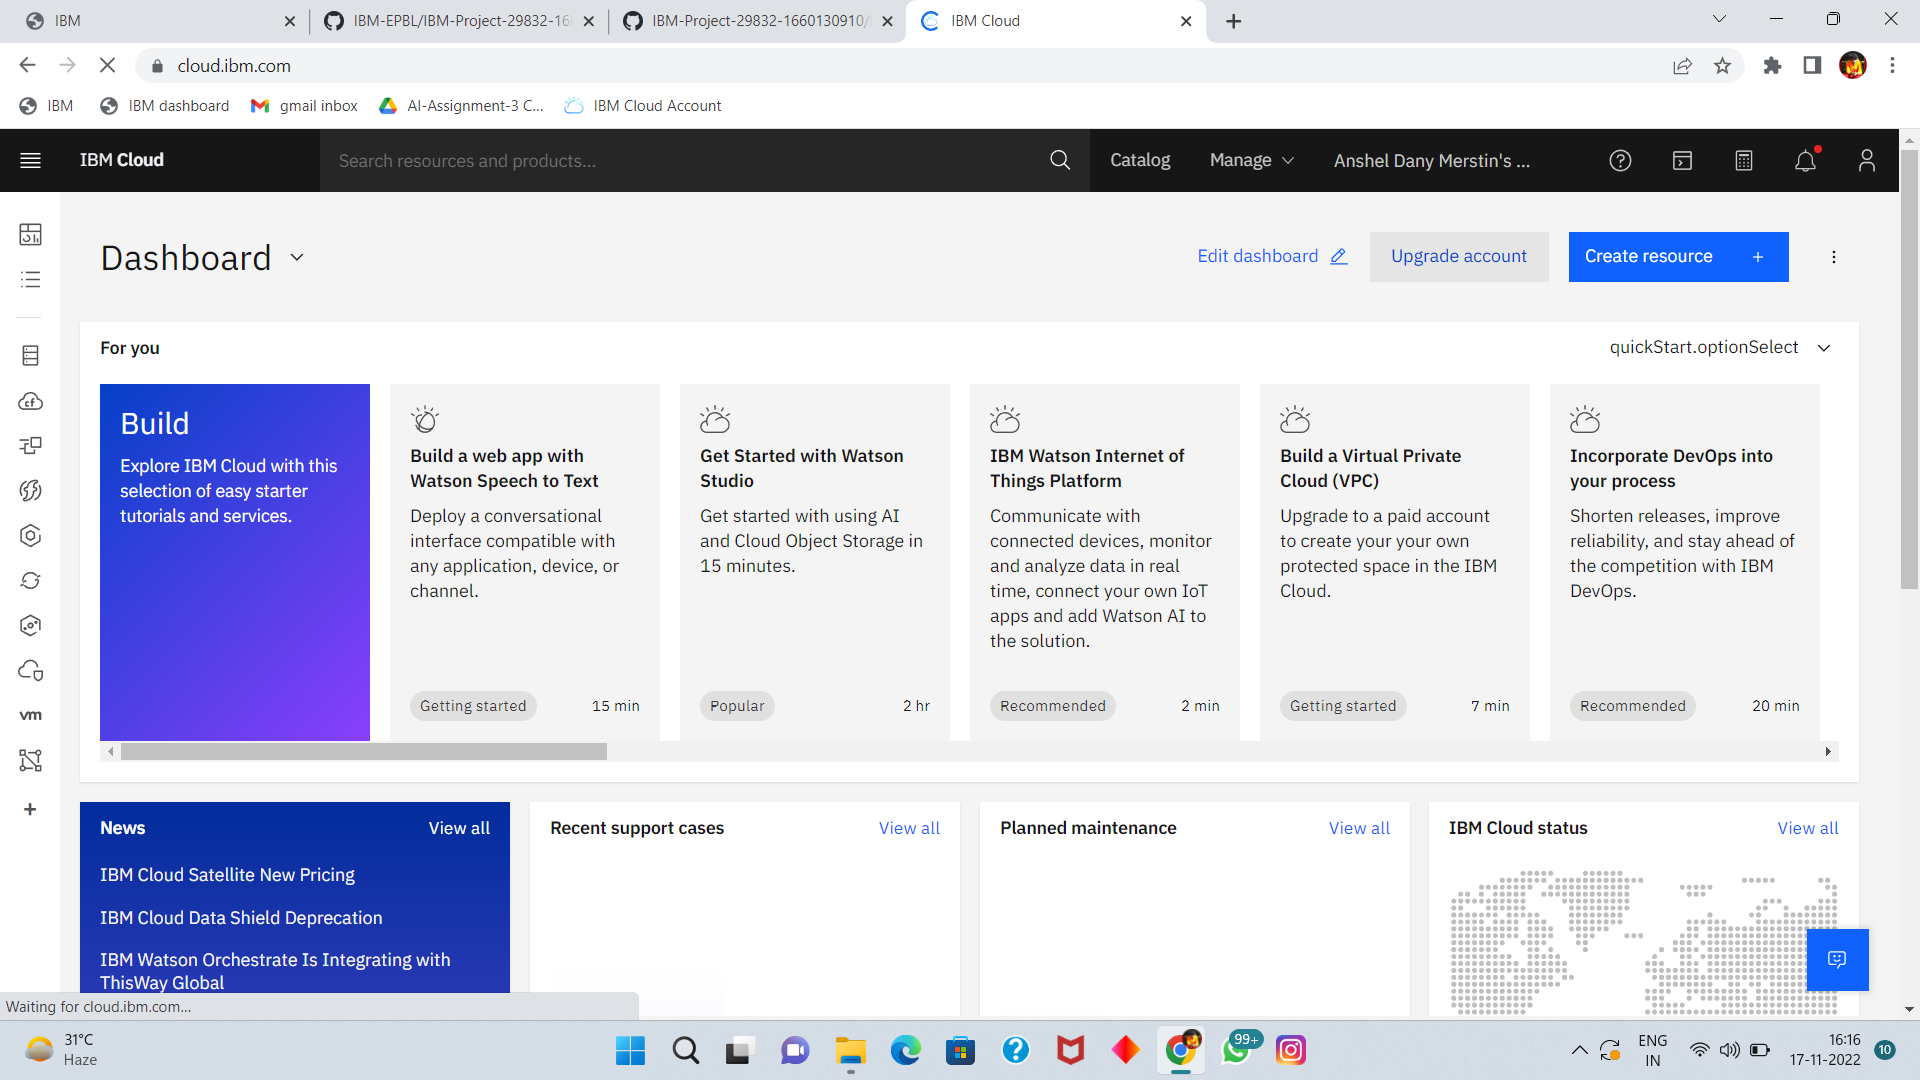 IBM
IBM-EPBL/IBM-Project-29832-16
IBM-Project-29832-1660130910/
IBM Cloud
cloud.ibm.com
IBM
IBM dashboard
gmail inbox
AI-Assignment-3 C...
IBM Cloud Account
IBM Cloud
Search resources and products...
Catalog
Manage
Anshel Dany Merstin's ...
Dashboard
Edit dashboard
Upgrade account
Create resource +
For you
quickStart.optionSelect
Build
Explore IBM Cloud with this
selection of easy starter
tutorials and services.
Build a web app with
Watson Speech to Text
Deploy a conversational
interface compatible with
any application, device, or
channel.
Getting started 15 min
Get Started with Watson
Studio
Get started with using AI
and Cloud Object Storage in
15 minutes.
Popular 2 hr
IBM Watson Internet of
Things Platform
Communicate with
connected devices, monitor
and analyze data in real
time, connect your own IoT
apps and add Watson AI to
the solution.
Recommended 2 min
Build a Virtual Private
Cloud (VPC)
Upgrade to a paid account
to create your your own
protected space in the IBM
Cloud.
Getting started 7 min
Incorporate DevOps into
your process
Shorten releases, improve
reliability, and stay ahead of
the competition with IBM
DevOps.
Recommended 20 min
cf
vm
News View all
IBM Cloud Satellite New Pricing
IBM Cloud Data Shield Deprecation
IBM Watson Orchestrate Is Integrating with
ThisWay Global
Recent support cases View all
Planned maintenance View all
IBM Cloud status View all
Waiting for cloud.ibm.com...
31°C
Haze
99+
ENG
IN
16:16
17-11-2022
10